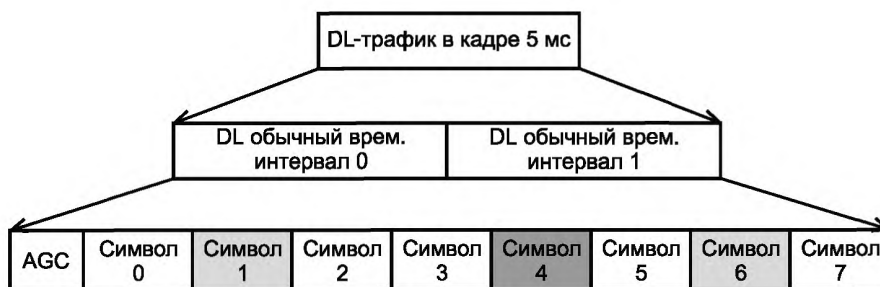 DL-трафик в кадре 5 мс
DL обычный врем.
интервал 0
DL обычный врем.
интервал 1
AGC
Символ
0
Символ
1
Символ
2
Символ
3
Символ
4
Символ
5
Символ
6
Символ
7